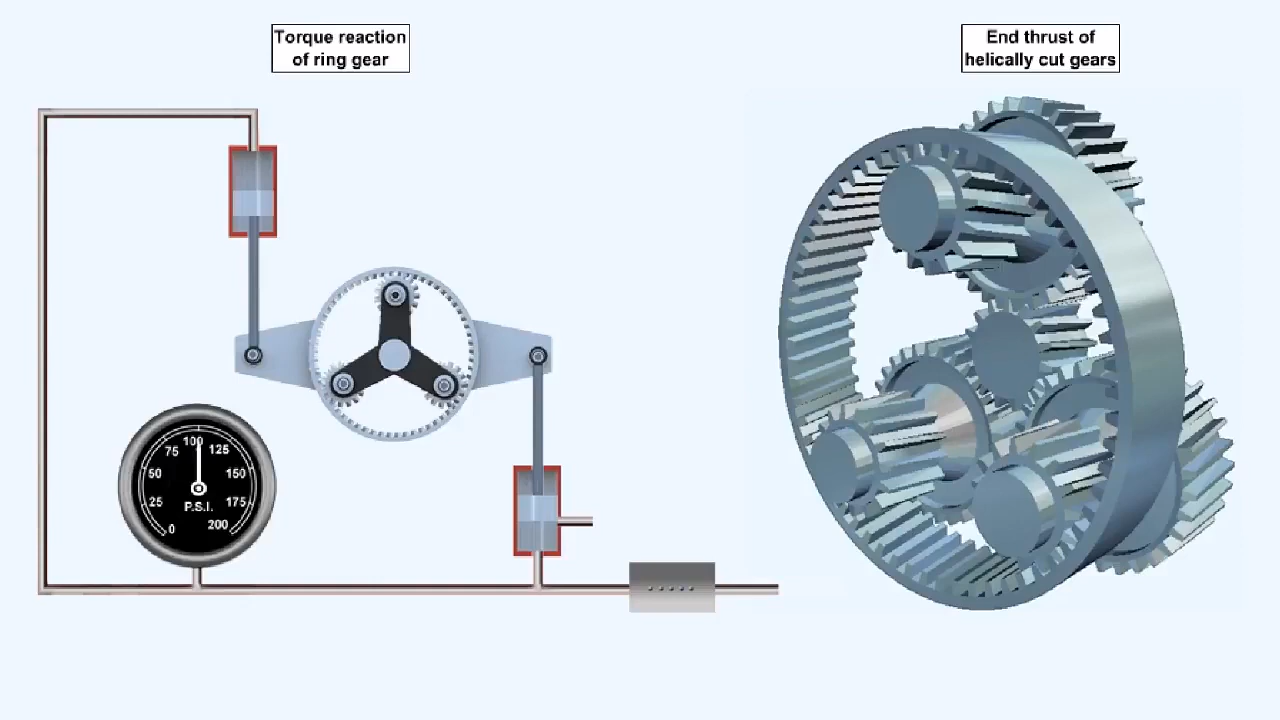 Torque reaction
of ring gear
End thrust of
helically cut gears
0
25
50
75
100
125
150
175
200
P.S.I.